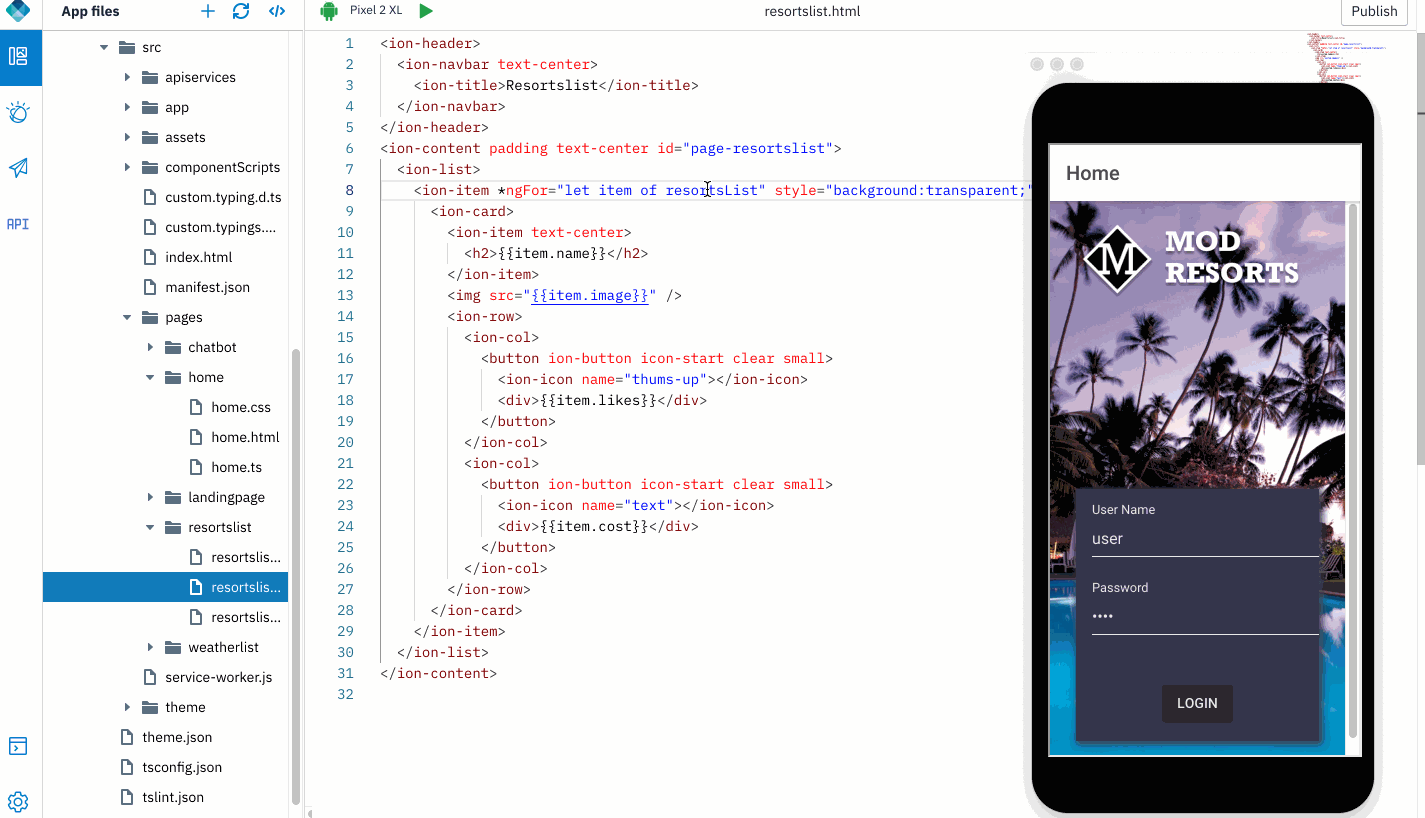 App files
Pixel 2 XL
resortslist.html
Publish
src
apiservices
app
assets
componentScripts
custom.typing.d.ts
custom.typings....
index.html
manifest.json
pages
chatbot
home
home.css
home.html
home.ts
landingpage
resortslist
resortslis...
resortslis...
resortslis...
weatherlist
service-worker.js
theme
theme.json
tsconfig.json
tslint.json
API
1 <ion-header>
2 <ion-navbar text-center>
3 <ion-title>Resortslist</ion-title>
4 </ion-navbar>
5 </ion-header>
6 <ion-content padding text-center id="page-resortslist">
7 <ion-list>
8 <ion-item *ngFor="let item of resortsList" style="background:transparent;"
9 <ion-card>
10 <ion-item text-center>
11 <h2>{{item.name}}</h2>
12 </ion-item>
13 <img src="{{item.image}}" />
14 <ion-row>
15 <ion-col>
16 <button ion-button icon-start clear small>
17 <ion-icon name="thums-up"></ion-icon>
18 <div>{{item.likes}}</div>
19 </button>
20 </ion-col>
21 <ion-col>
22 <button ion-button icon-start clear small>
23 <ion-icon name="text"></ion-icon>
24 <div>{{item.cost}}</div>
25 </button>
26 </ion-col>
27 </ion-row>
28 </ion-card>
29 </ion-item>
30 </ion-list>
31 </ion-content>
32
Home
M
MOD
RESORTS
User Name
user
Password
••••
LOGIN